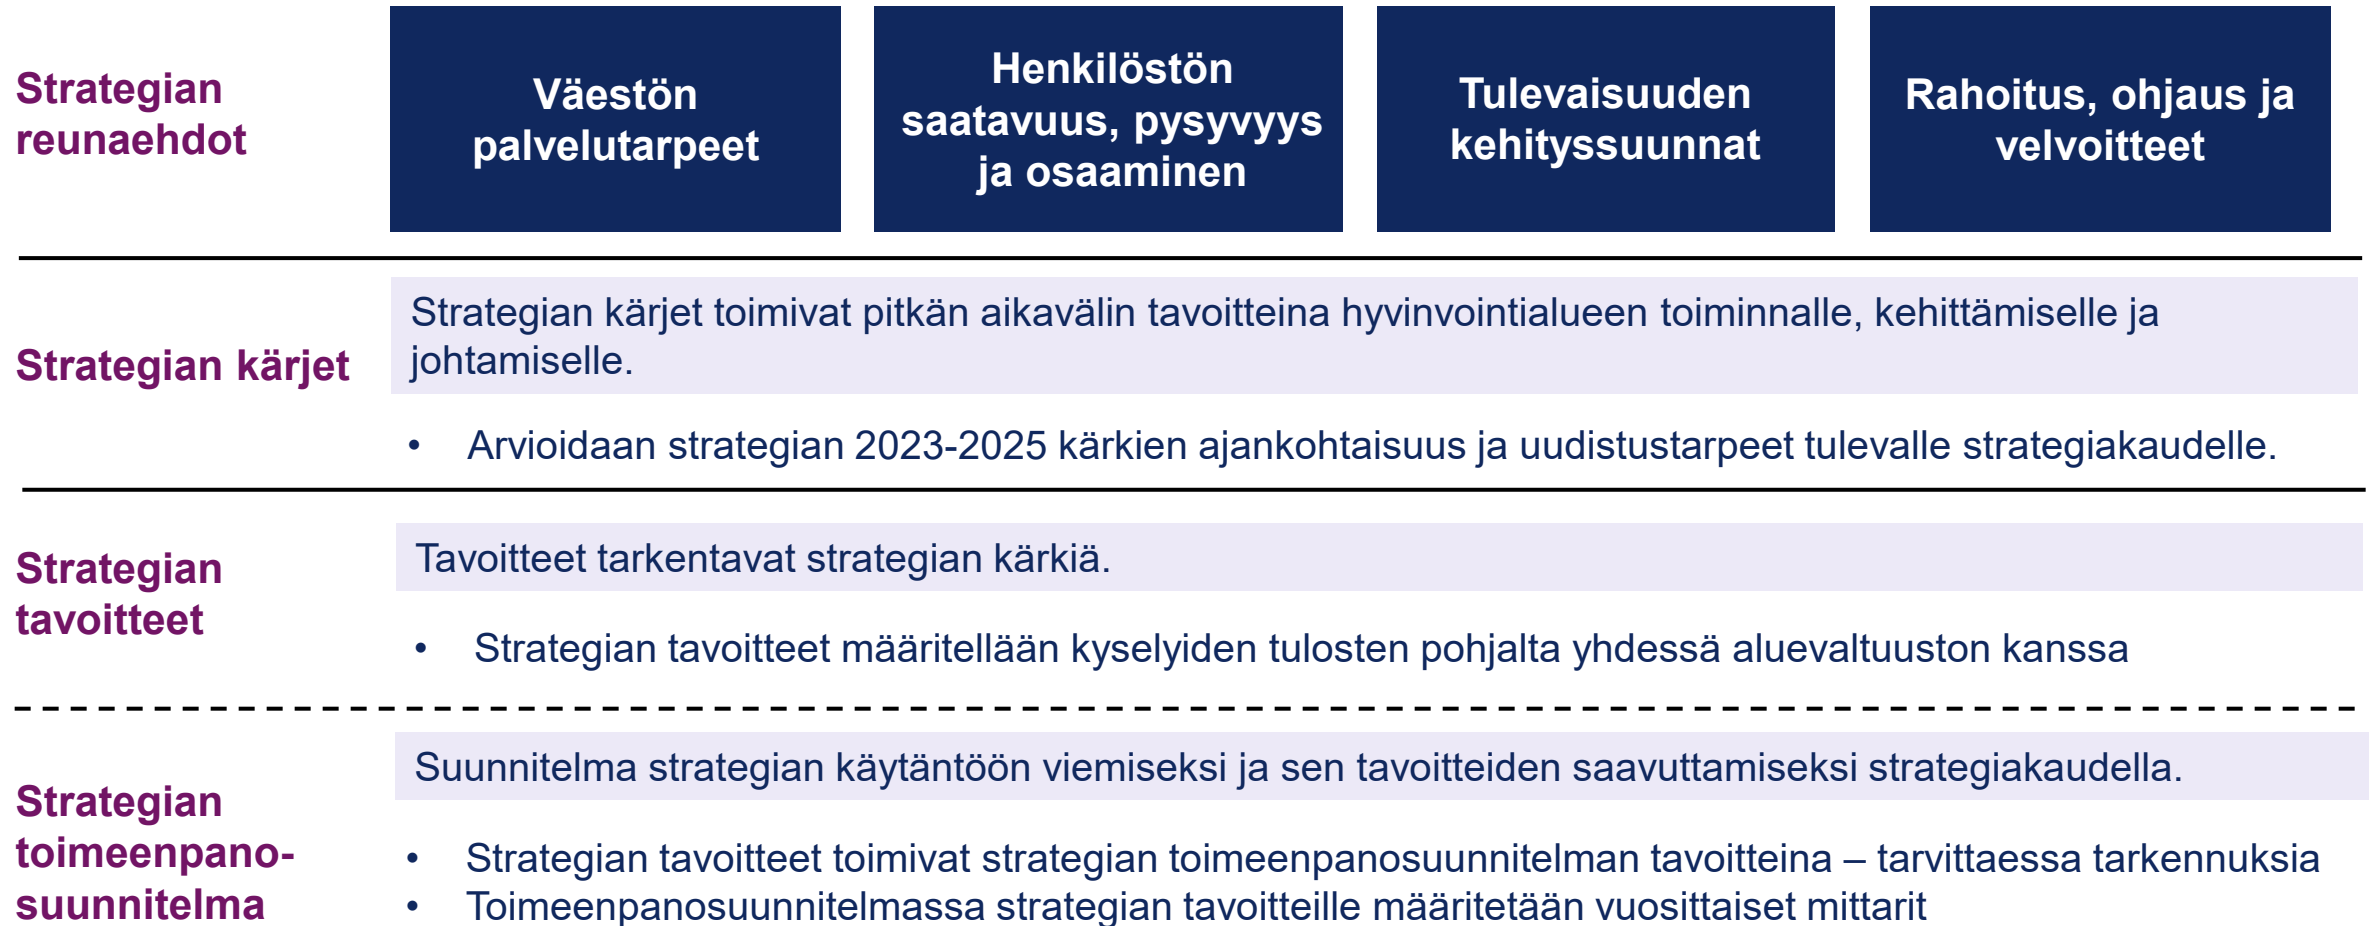 Strategian
reunaehdot
Väestön
palvelutarpeet
Henkilöstön
saatavuus, pysyvyys
ja osaaminen
Tulevaisuuden
kehityssuunnat
Rahoitus, ohjaus ja
velvoitteet
Strategian kärjet
Strategian kärjet toimivat pitkän aikavälin tavoitteina hyvinvointialueen toiminnalle, kehittämiselle ja
johtamiselle.
• Arvioidaan strategian 2023-2025 kärkien ajankohtaisuus ja uudistustarpeet tulevalle strategiakaudelle.
Strategian
tavoitteet
Tavoitteet tarkentavat strategian kärkiä.
• Strategian tavoitteet määritellään kyselyiden tulosten pohjalta yhdessä aluevaltuuston kanssa
Strategian
toimeenpano-
suunnitelma
Suunnitelma strategian käytäntöön viemiseksi ja sen tavoitteiden saavuttamiseksi strategiakaudella.
• Strategian tavoitteet toimivat strategian toimeenpanosuunnitelman tavoitteina – tarvittaessa tarkennuksia
• Toimeenpanosuunnitelmassa strategian tavoitteille määritetään vuosittaiset mittarit